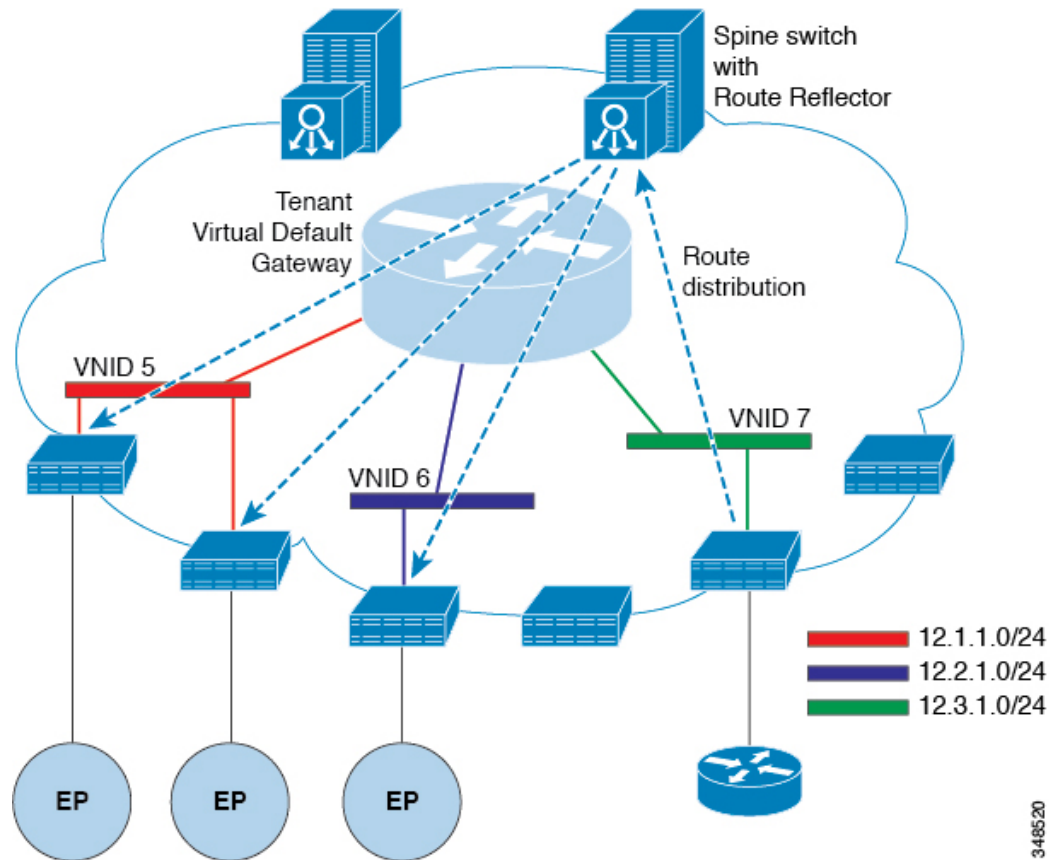 Spine switch
with
Route Reflector
Tenant
Virtual Default
Gateway
Route
distribution
VNID 5
VNID 7
VNID 6
12.1.1.0/24
12.2.1.0/24
12.3.1.0/24
EP
EP
EP
348520